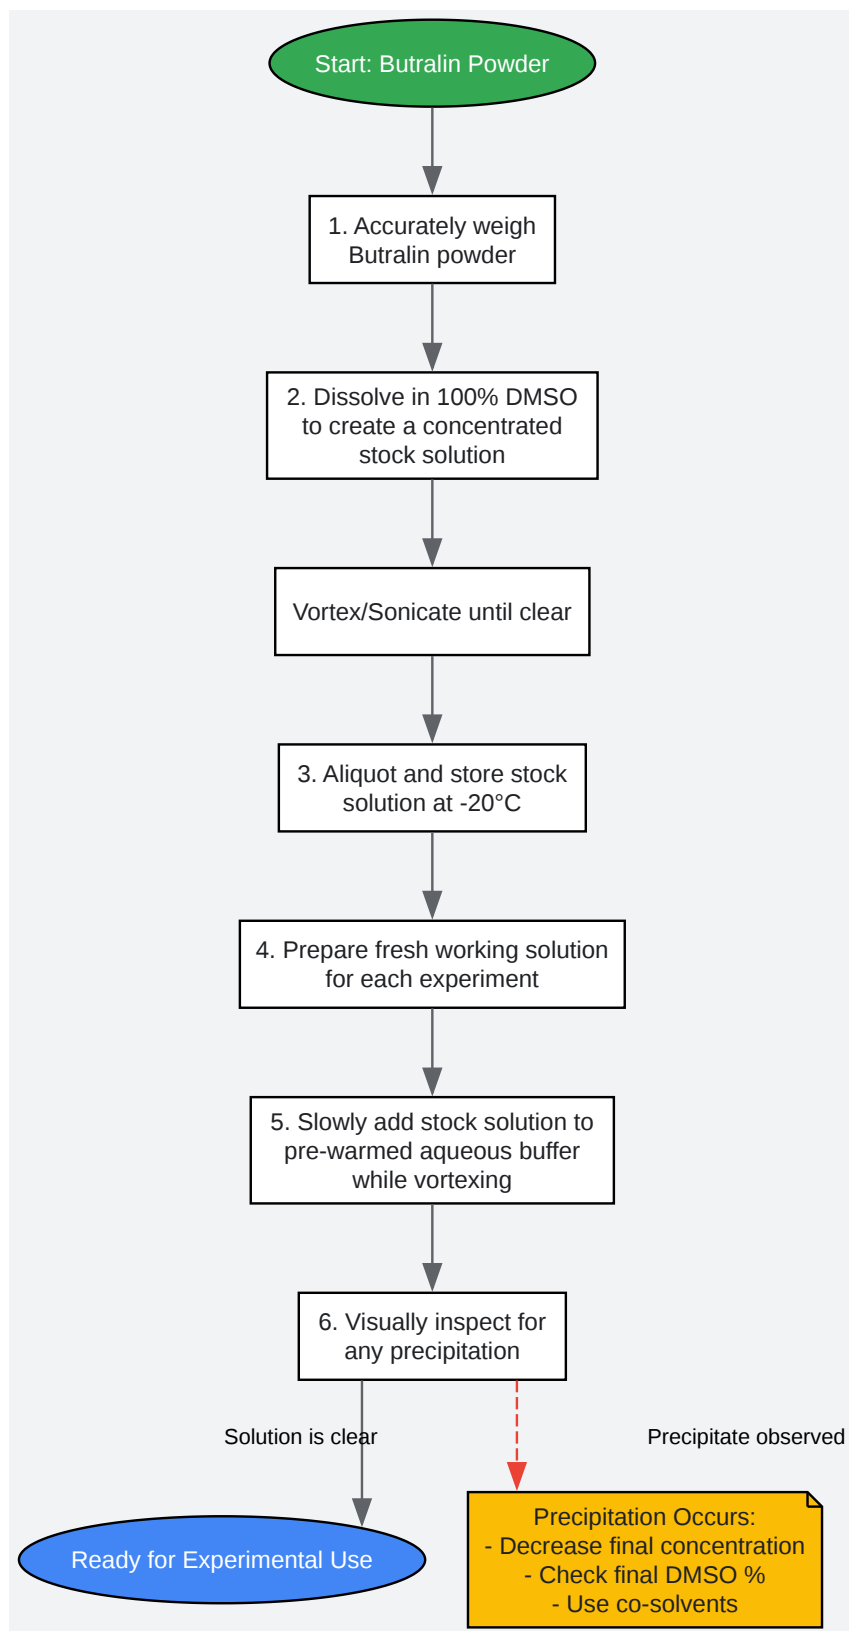 Start: Butralin Powder
1. Accurately weigh
Butralin powder
2. Dissolve in 100% DMSO
to create a concentrated
stock solution
Vortex/Sonicate until clear
3. Aliquot and store stock
solution at -20°C
4. Prepare fresh working solution
for each experiment
5. Slowly add stock solution to
pre-warmed aqueous buffer
while vortexing
6. Visually inspect for
any precipitation
Solution is clear
Precipitate observed
Ready for Experimental Use
Precipitation Occurs:
- Decrease final concentration
- Check final DMSO %
- Use co-solvents